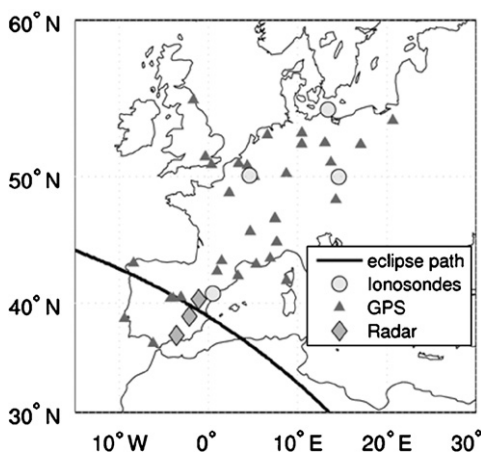 60° N
50° N
40° N
30° N
eclipse path
Ionosondes
GPS
Radar
10° W 0° 10° E 20° E 30°